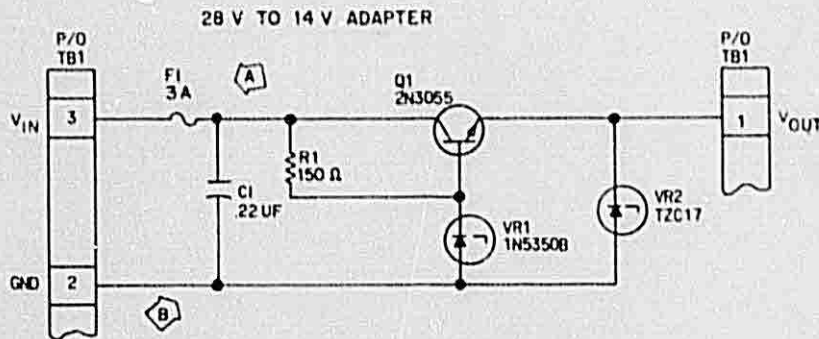 28 V TO 14 V ADAPTER
P/O
TB1
F1
3 A
A
Q1
2N3055
P/O
TB1
VIN
3
1
VOUT
R1
150 Ω
C1
.22 UF
VR1
1N5350B
VR2
TZC17
GND
2
B